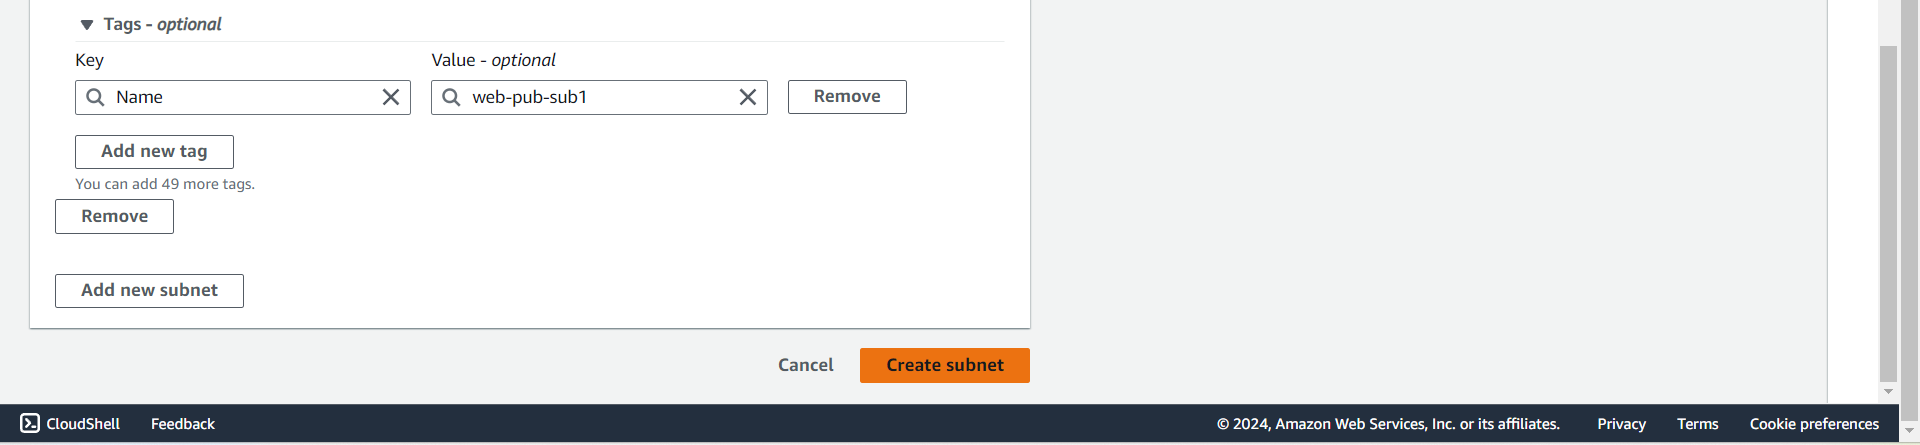 Tags - optional
Key Value - optional
Name web-pub-sub1 Remove
Add new tag
You can add 49 more tags.
Remove
Add new subnet
Cancel Create subnet
CloudShell Feedback © 2024, Amazon Web Services, Inc. or its affiliates. Privacy Terms Cookie preferences